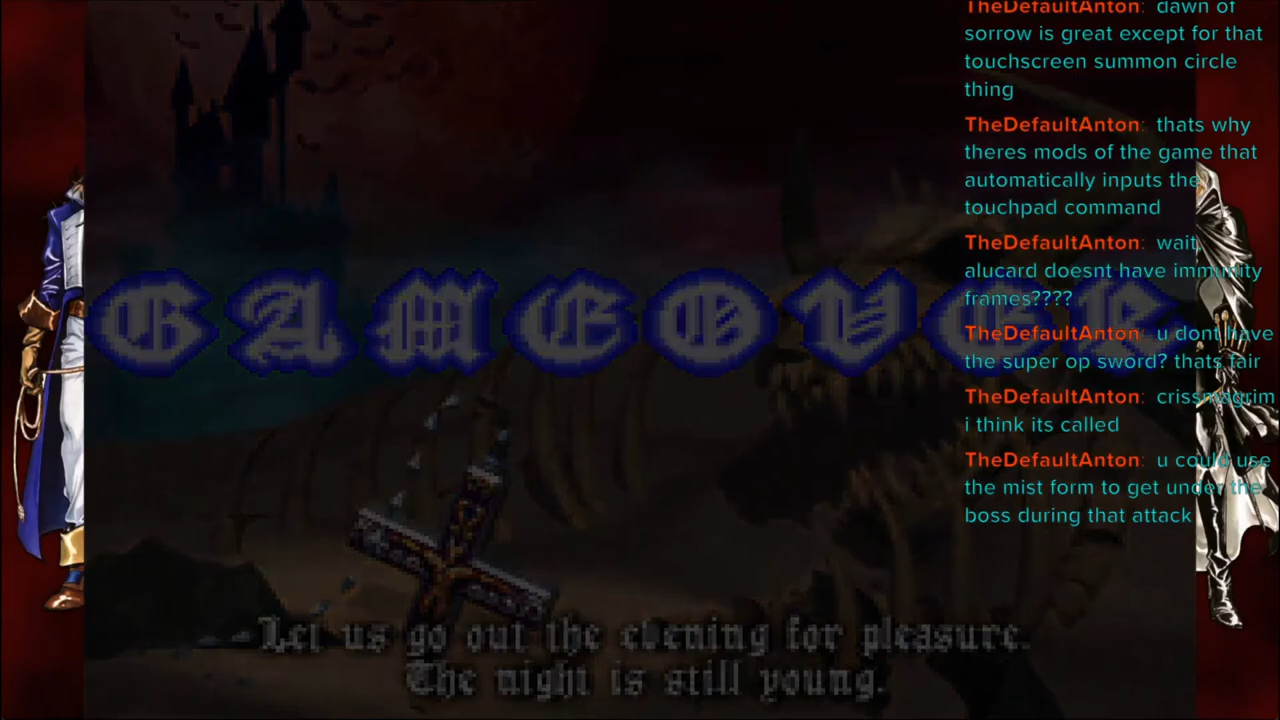 TheDefaultAnton: dawn of
sorrow is great except for that
touchscreen summon circle
thing
TheDefaultAnton: thats why
theres mods of the game that
automatically inputs the
touchpad command
TheDefaultAnton: wait
alucard doesnt have immunity
frames????
TheDefaultAnton: u dont have
the super op sword? thats fair
TheDefaultAnton: crissmagrim
i think its called
TheDefaultAnton: u could use
the mist form to get under the
boss during that attack
GAME OVER
Let us go out the evening for pleasure.
The night is still young.